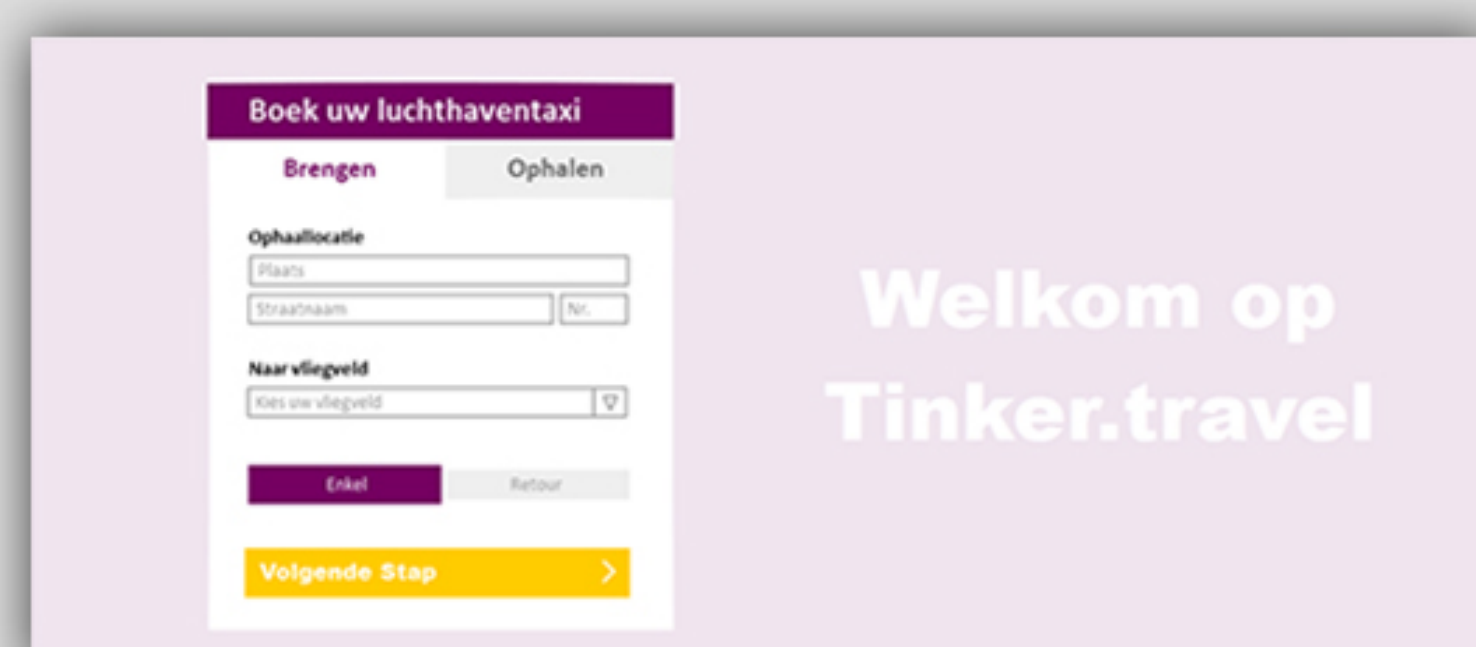 Boek uw luchthaventaxi
Brengen
Ophalen
Ophaallocatie
Plaats
Straatnaam
Nr.
Naar vliegveld
Kies uw vliegveld
Enkel
Retour
Volgende Stap
Welkom op
Tinker.travel